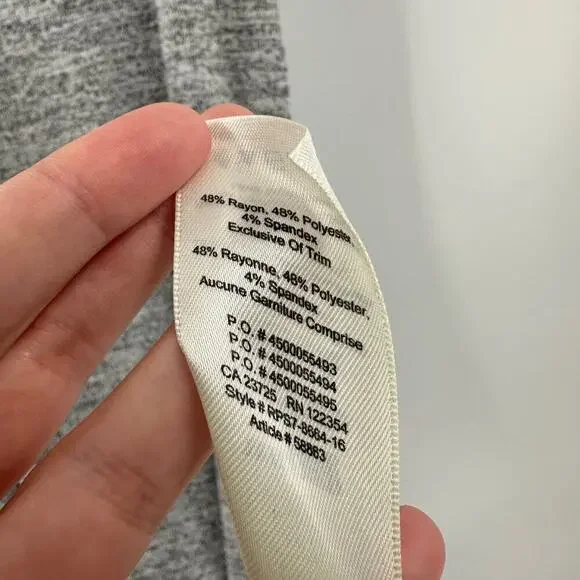 48% Rayon, 48% Polyester,
4% Spandex
Exclusive Of Trim
48% Rayonne, 48% Polyester,
4% Spandex
Aucune Garniture Comprise
P.O. # 4500055493
P.O. # 4500055494
P.O. # 4500055495
CA 23725 RN 122354
Style # RPS7-8664-16
Article # 58863